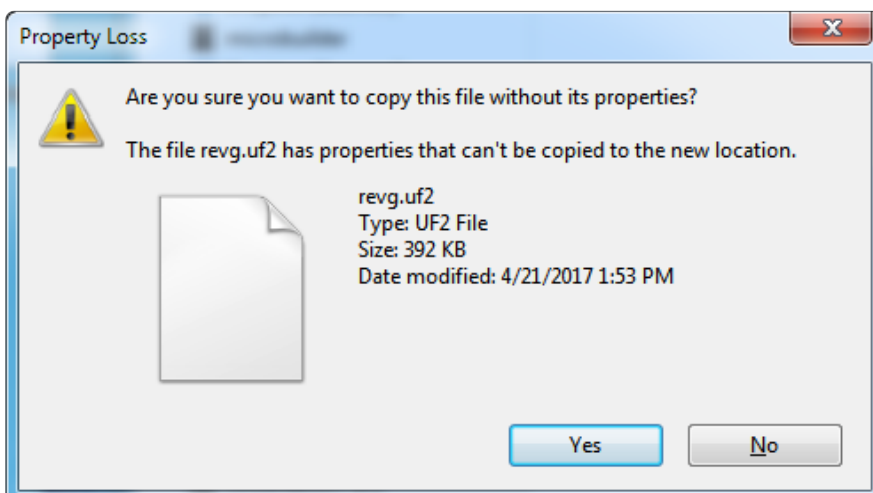 Property Loss
Are you sure you want to copy this file without its properties?
The file revg.uf2 has properties that can't be copied to the new location.
revg.uf2
Type: UF2 File
Size: 392 KB
Date modified: 4/21/2017 1:53 PM
Yes
No